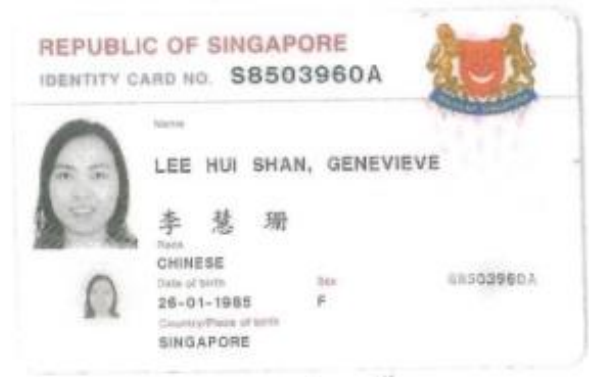 REPUBLIC OF SINGAPORE
IDENTITY CARD NO. S8503960A
Name
LEE HUI SHAN, GENEVIEVE
李 慧 珊
Race
CHINESE
Date of birth Sex
26-01-1985 F
S8503960A
Country/Place of birth
SINGAPORE